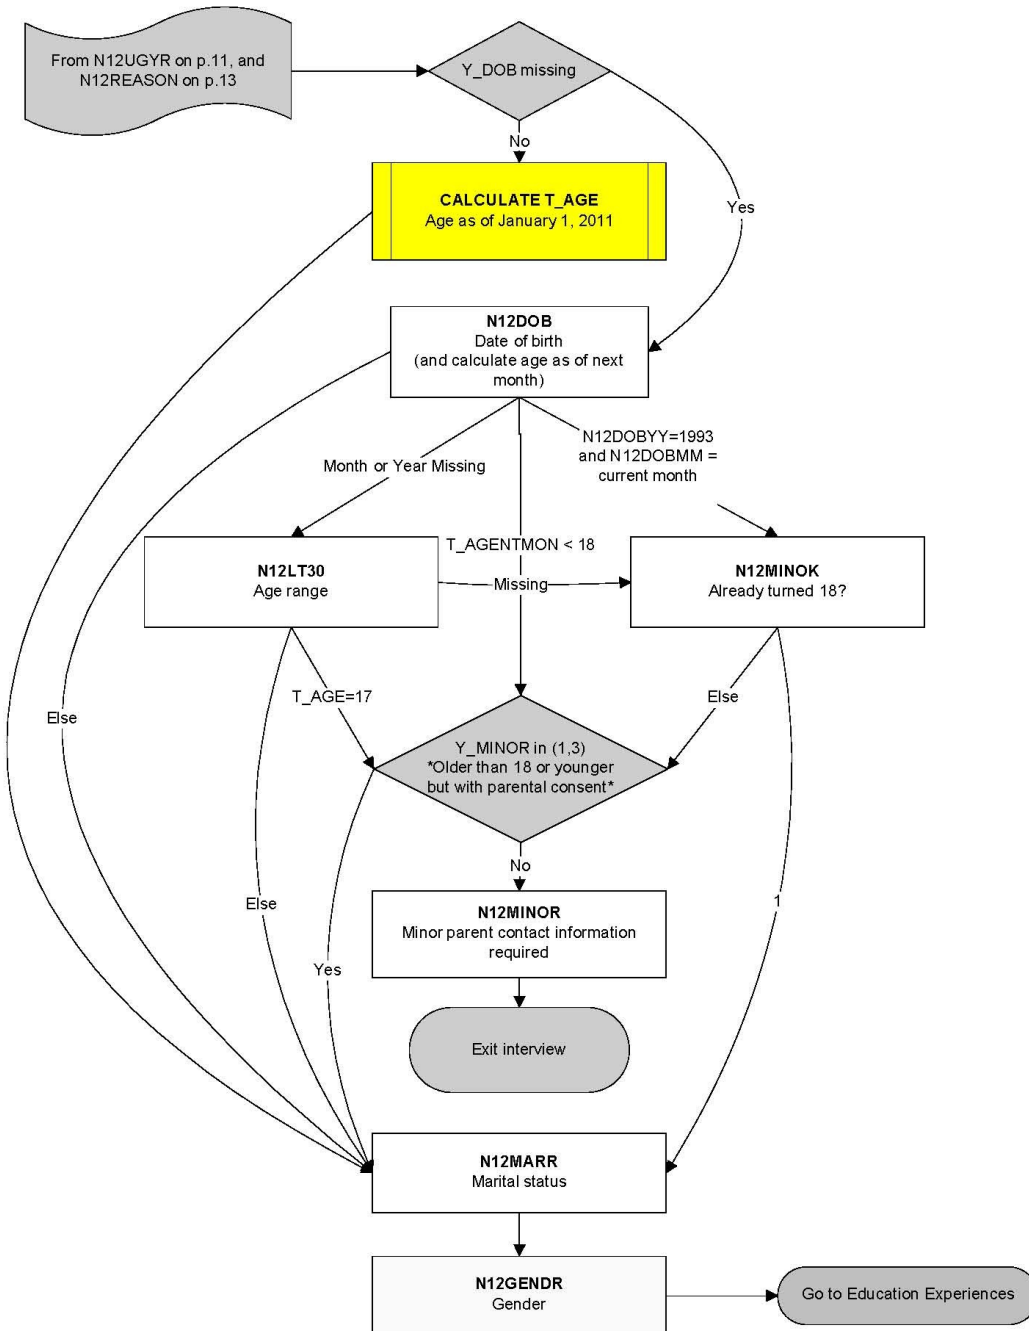 From N12UGYR on p.11, and
N12REASON on p.13
Y_DOB missing
No
Yes
CALCULATE T_AGE
Age as of January 1, 2011
N12DOB
Date of birth
(and calculate age as of next
month)
N12DOBYY=1993
and N12DOBMM =
current month
Month or Year Missing
T_AGENTMON < 18
N12LT30
Age range
Missing
N12MINOK
Already turned 18?
T_AGE=17
Else
Else
Y_MINOR in (1,3)
*Older than 18 or younger
but with parental consent*
No
Else
1
N12MINOR
Minor parent contact information
required
Yes
Exit interview
N12MARR
Marital status
N12GENDR
Gender
Go to Education Experiences